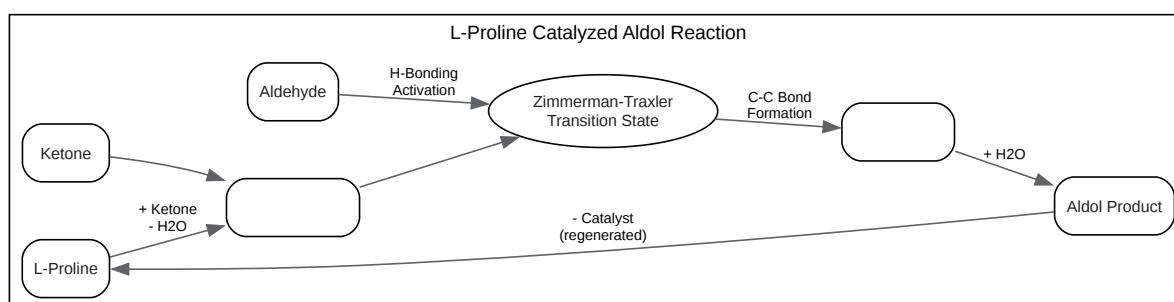 L-Proline Catalyzed Aldol Reaction
Aldehyde
H-Bonding
Activation
Zimmerman-Traxler
Transition State
C-C Bond
Formation
Ketone
+ H2O
+ Ketone
- H2O
Aldol Product
- Catalyst
(regenerated)
L-Proline